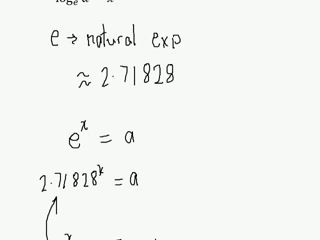 e → natural exp
≈ 2.71828
eˣ = a
2.71828ˣ = a
x